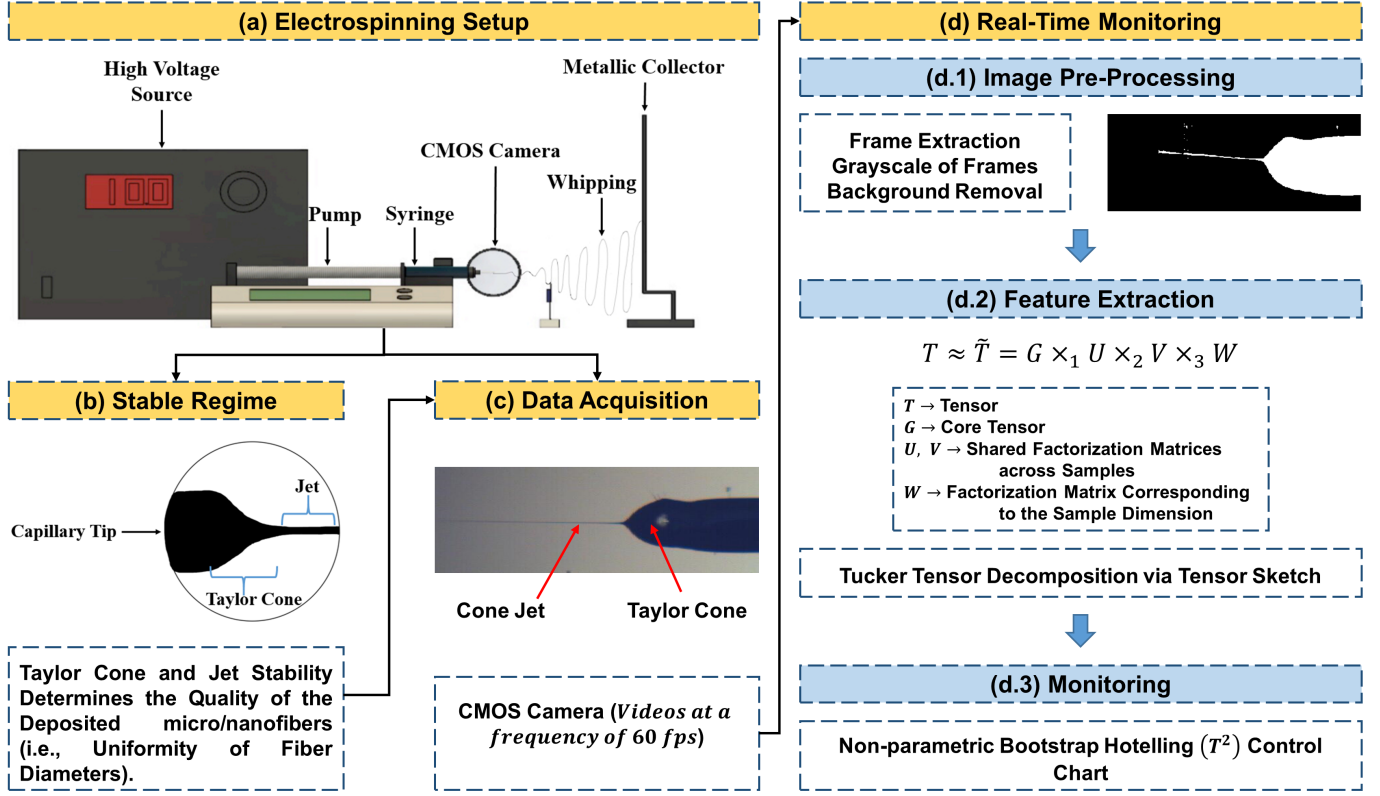 (a) Electrospinning Setup
High Voltage
Source
Metallic Collector
CMOS Camera
Whipping
Pump
Syringe
10.0
(b) Stable Regime
Jet
Capillary Tip
Taylor Cone
Taylor Cone and Jet Stability
Determines the Quality of the
Deposited micro/nanofibers
(i.e., Uniformity of Fiber
Diameters).
(c) Data Acquisition
Cone Jet
Taylor Cone
CMOS Camera (Videos at a
frequency of 60 fps)
(d) Real-Time Monitoring
(d.1) Image Pre-Processing
Frame Extraction
Grayscale of Frames
Background Removal
(d.2) Feature Extraction
T ≈ T̃ = G ×₁ U ×₂ V ×₃ W
T → Tensor
G → Core Tensor
U, V → Shared Factorization Matrices
across Samples
W → Factorization Matrix Corresponding
to the Sample Dimension
Tucker Tensor Decomposition via Tensor Sketch
(d.3) Monitoring
Non-parametric Bootstrap Hotelling (T²) Control
Chart